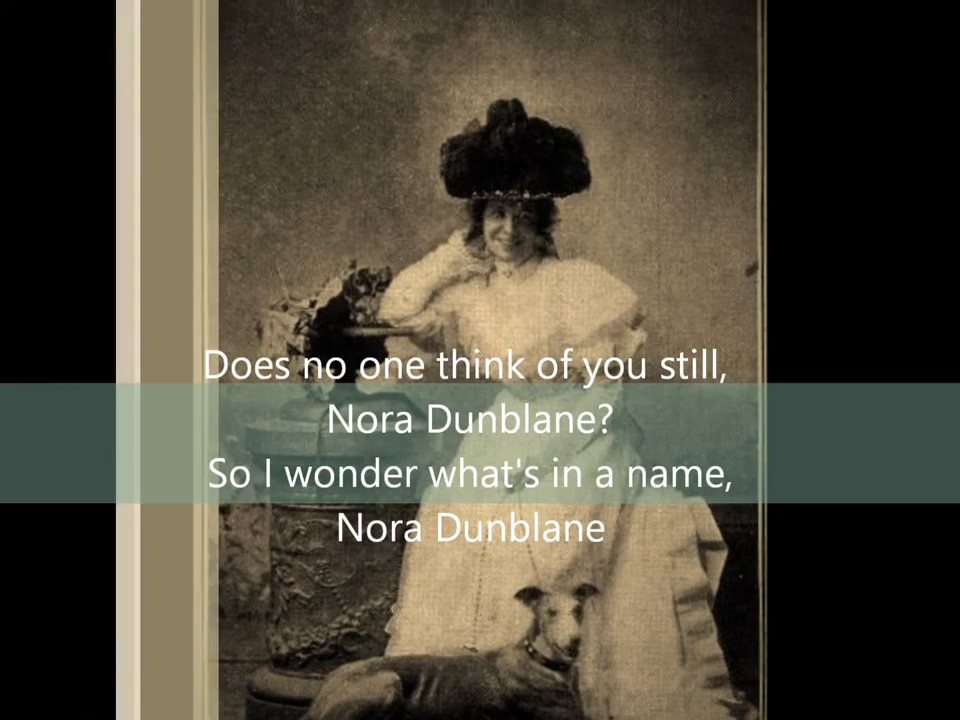 Does no one think of you still,
Nora Dunblane?
So I wonder what's in a name,
Nora Dunblane